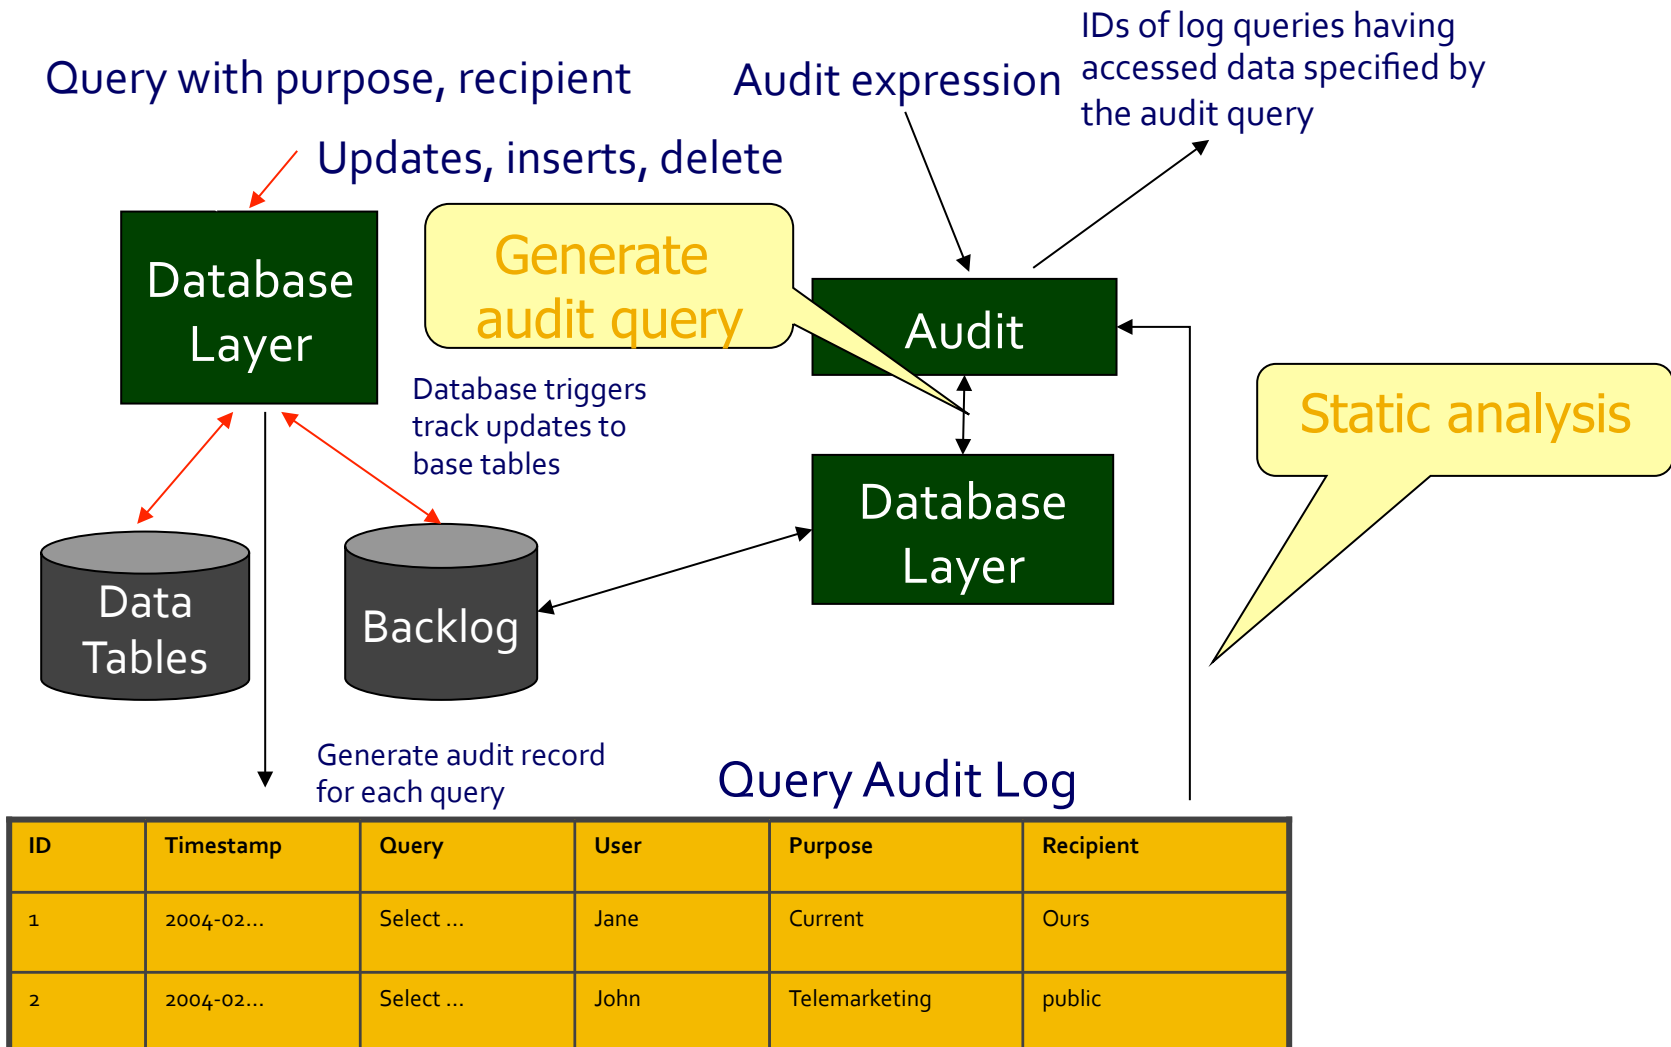 IDs of log queries having
accessed data specified by
the audit query
Query with purpose, recipient
Audit expression
Updates, inserts, delete
Generate
audit query
Database
Layer
Audit
Database triggers
track updates to
base tables
Static analysis
Database
Layer
Data
Tables
Backlog
Generate audit record
for each query
Query Audit Log
ID Timestamp Query User Purpose Recipient
1 2004-02... Select ... Jane Current Ours
2 2004-02... Select ... John Telemarketing public